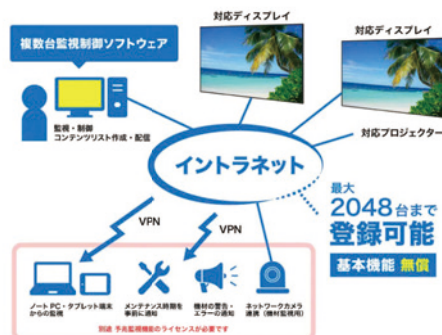 複数台監視制御ソフトウェア
対応ディスプレイ
対応ディスプレイ
監視・制御
コンテンツリスト作成・配信
対応プロジェクター
イントラネット
最大
2048台まで
登録可能
基本機能 無償
VPN
VPN
ノートPC・タブレット端末
からの監視
メンテナンス時期を
事前に通知
機材の警告・
エラーの通知
ネットワークカメラ
連携(機材監視用)
別途 予兆監視機能のライセンスが必要です